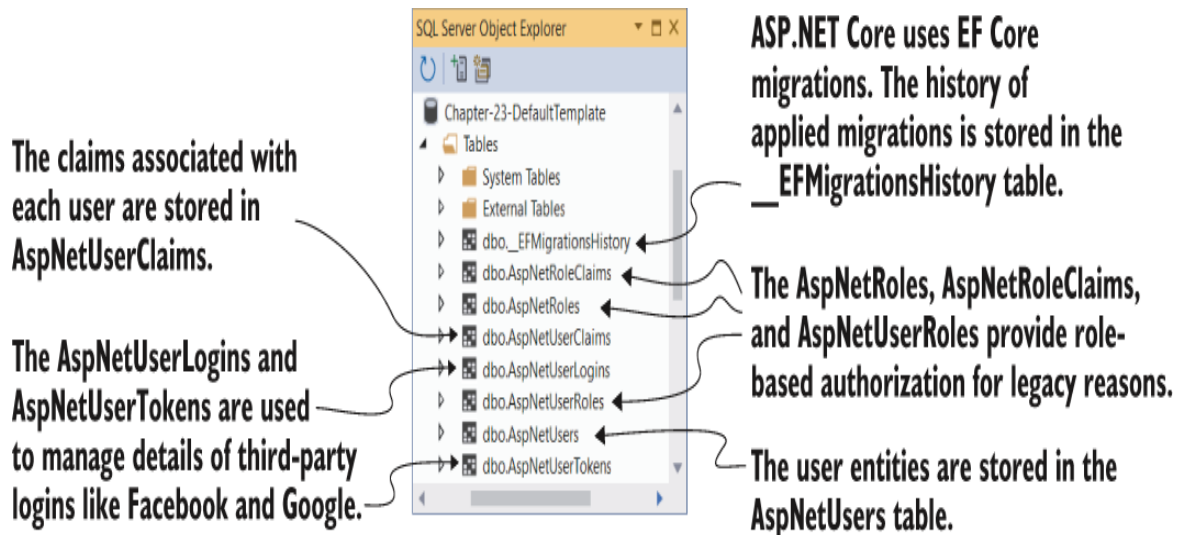 The claims associated with
each user are stored in
AspNetUserClaims.
The AspNetUserLogins and
AspNetUserTokens are used
to manage details of third-party
logins like Facebook and Google.
SQL Server Object Explorer
Chapter-23-DefaultTemplate
Tables
System Tables
External Tables
dbo.__EFMigrationsHistory
dbo.AspNetRoleClaims
dbo.AspNetRoles
dbo.AspNetUserClaims
dbo.AspNetUserLogins
dbo.AspNetUserRoles
dbo.AspNetUsers
dbo.AspNetUserTokens
ASP.NET Core uses EF Core
migrations. The history of
applied migrations is stored in the
__EFMigrationsHistory table.
The AspNetRoles, AspNetRoleClaims,
and AspNetUserRoles provide role-
based authorization for legacy reasons.
The user entities are stored in the
AspNetUsers table.